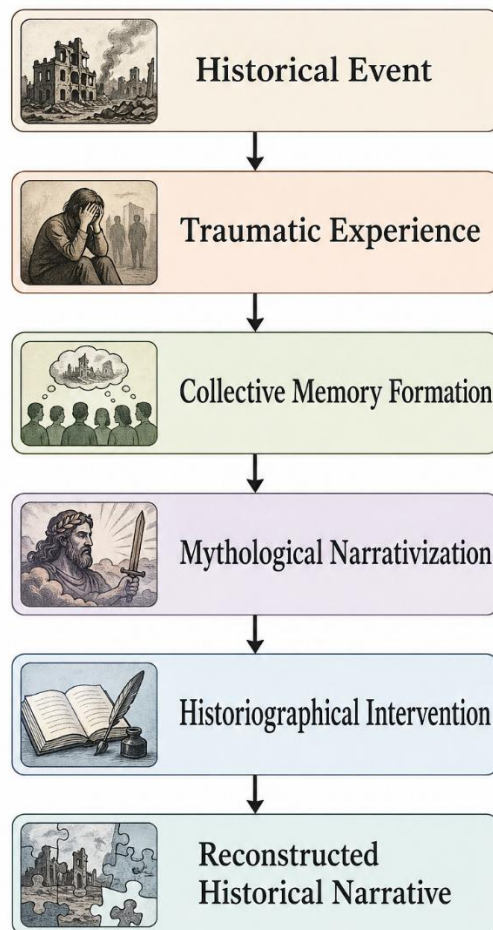 Historical Event
Traumatic Experience
Collective Memory Formation
Mythological Narrativization
Historiographical Intervention
Reconstructed
Historical Narrative